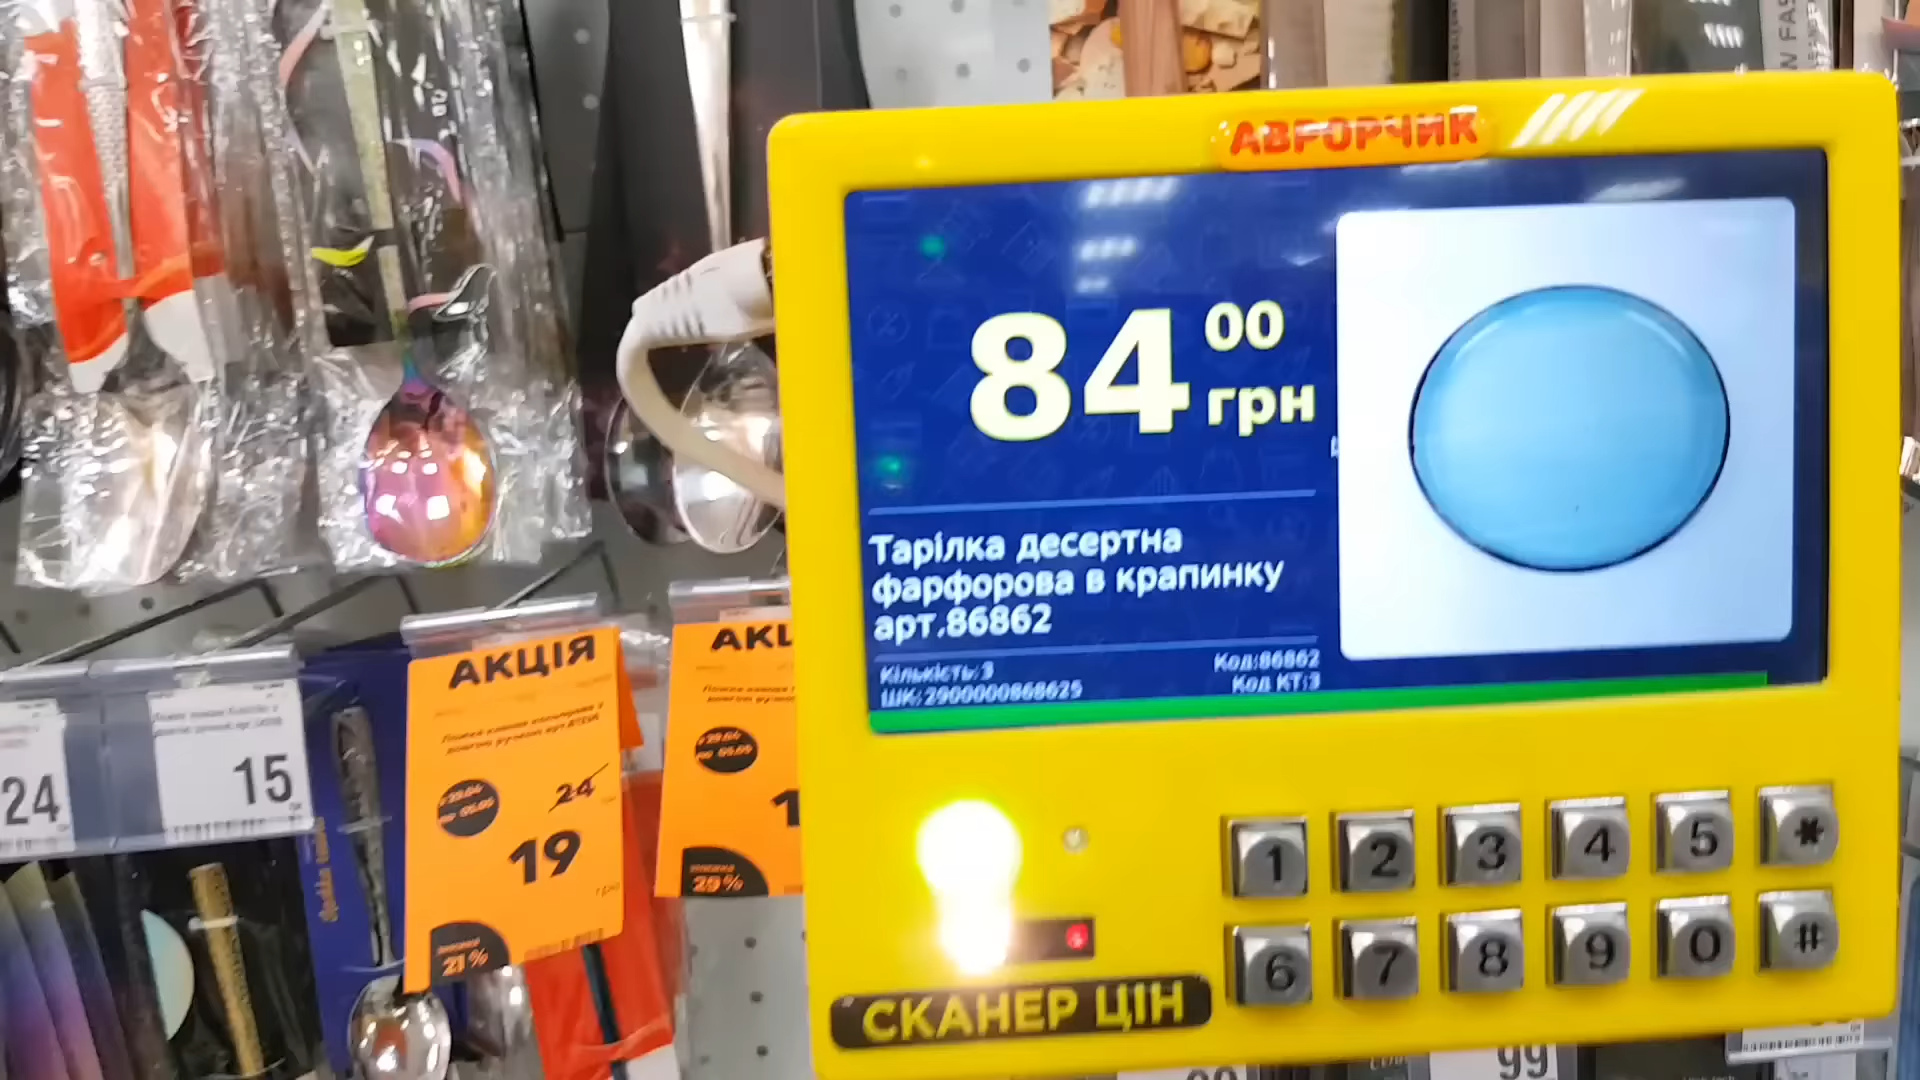 АВРОРЧИК
84 00 грн
Тарілка десертна
фарфорова в крапинку
арт.86862
Кількість:3
Код:86862
ШК:2900000868625
Код КТ:3
СКАНЕР ЦІН
1 2 3 4 5 *
6 7 8 9 0 #
24
15
АКЦІЯ
24
19
грн
21%
29%
99